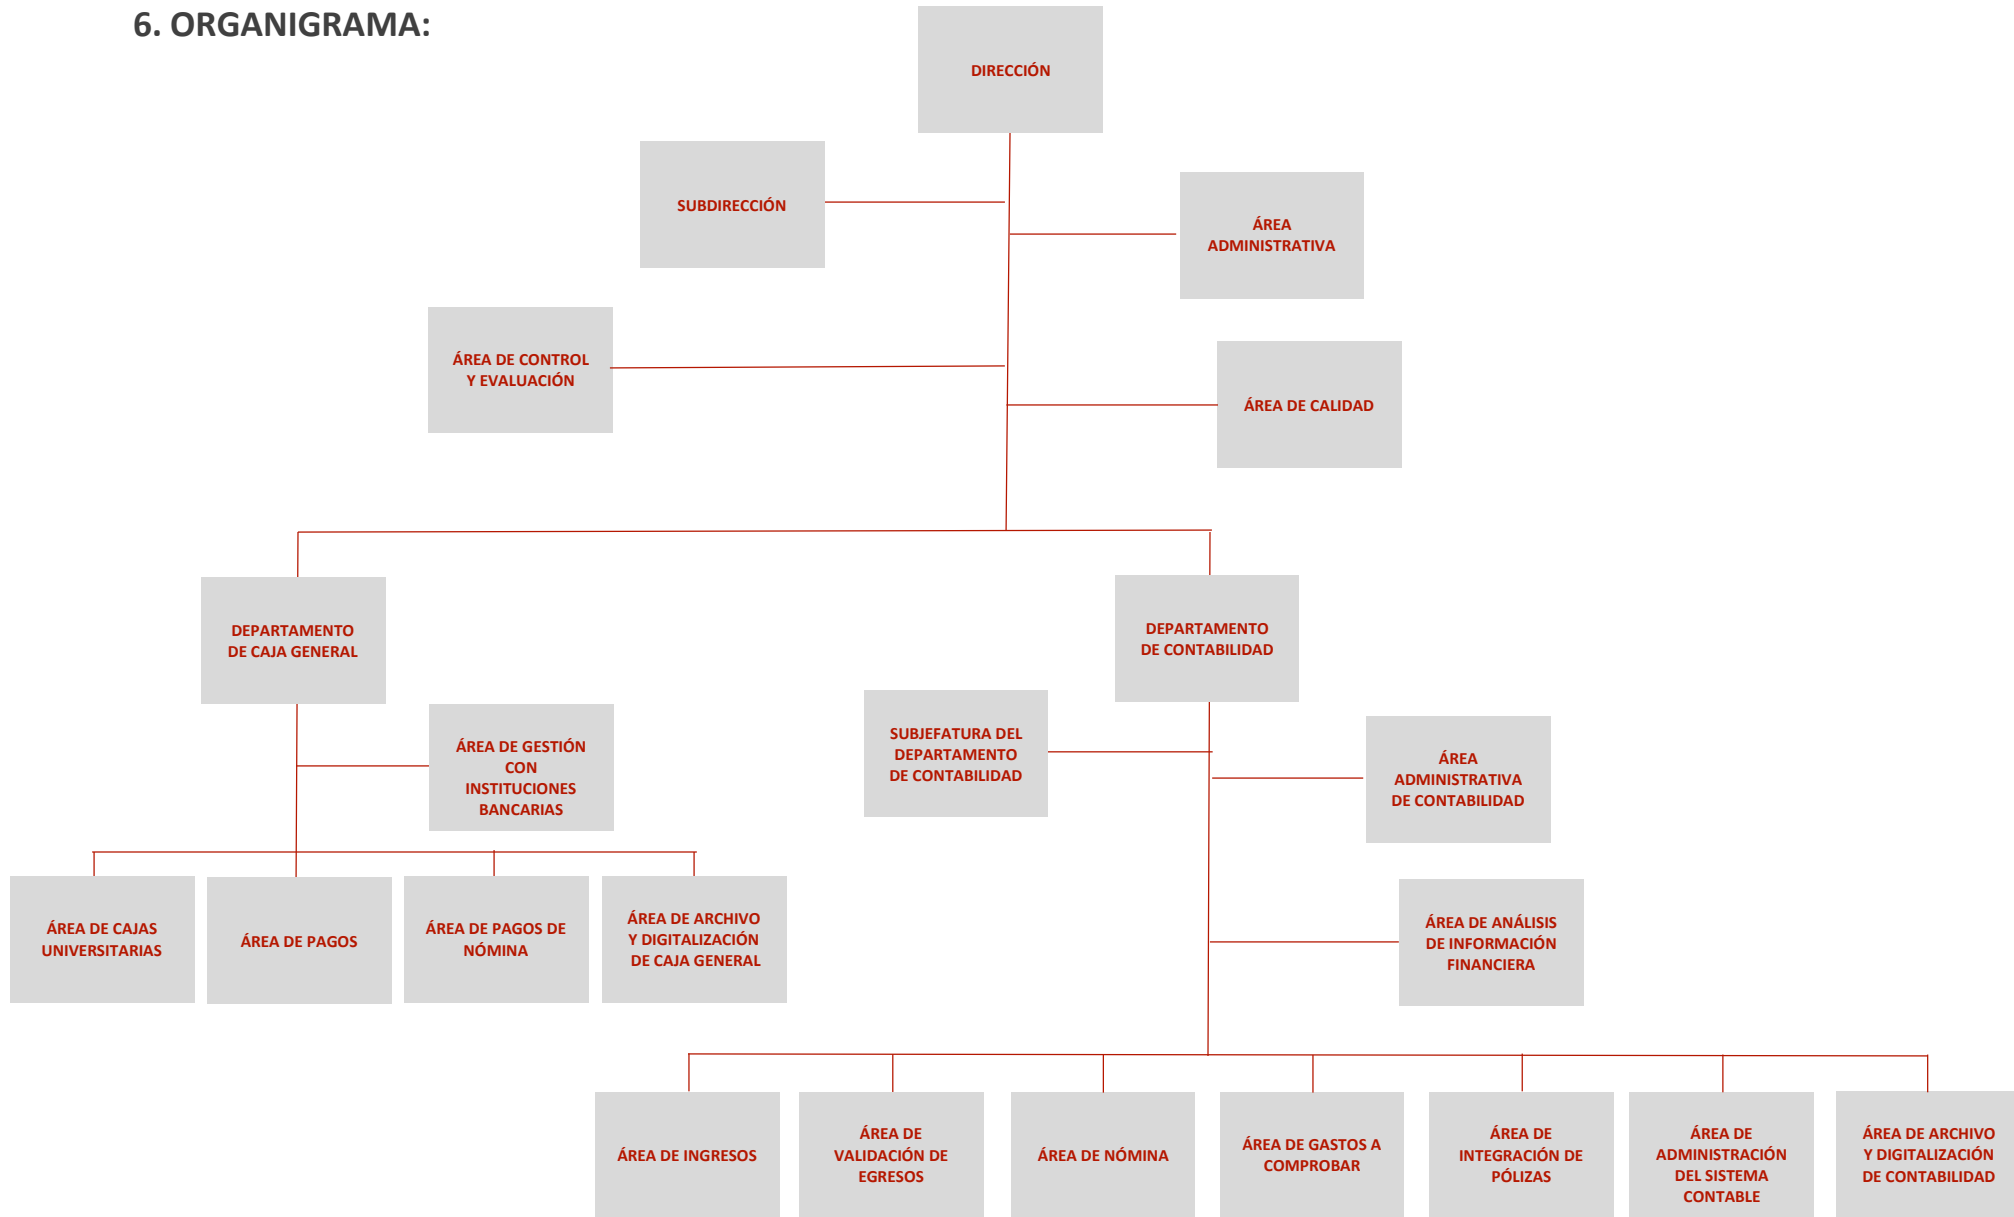 6. ORGANIGRAMA:
DIRECCIÓN
SUBDIRECCIÓN
ÁREA
ADMINISTRATIVA
ÁREA DE CONTROL
Y EVALUACIÓN
ÁREA DE CALIDAD
DEPARTAMENTO
DE CAJA GENERAL
DEPARTAMENTO
DE CONTABILIDAD
ÁREA DE GESTIÓN
CON
INSTITUCIONES
BANCARIAS
SUBJEFATURA DEL
DEPARTAMENTO
DE CONTABILIDAD
ÁREA
ADMINISTRATIVA
DE CONTABILIDAD
ÁREA DE CAJAS
UNIVERSITARIAS
ÁREA DE PAGOS
ÁREA DE PAGOS DE
NÓMINA
ÁREA DE ARCHIVO
Y DIGITALIZACIÓN
DE CAJA GENERAL
ÁREA DE ANÁLISIS
DE INFORMACIÓN
FINANCIERA
ÁREA DE INGRESOS
ÁREA DE
VALIDACIÓN DE
EGRESOS
ÁREA DE NÓMINA
ÁREA DE GASTOS A
COMPROBAR
ÁREA DE
INTEGRACIÓN DE
PÓLIZAS
ÁREA DE
ADMINISTRACIÓN
DEL SISTEMA
CONTABLE
ÁREA DE ARCHIVO
Y DIGITALIZACIÓN
DE CONTABILIDAD